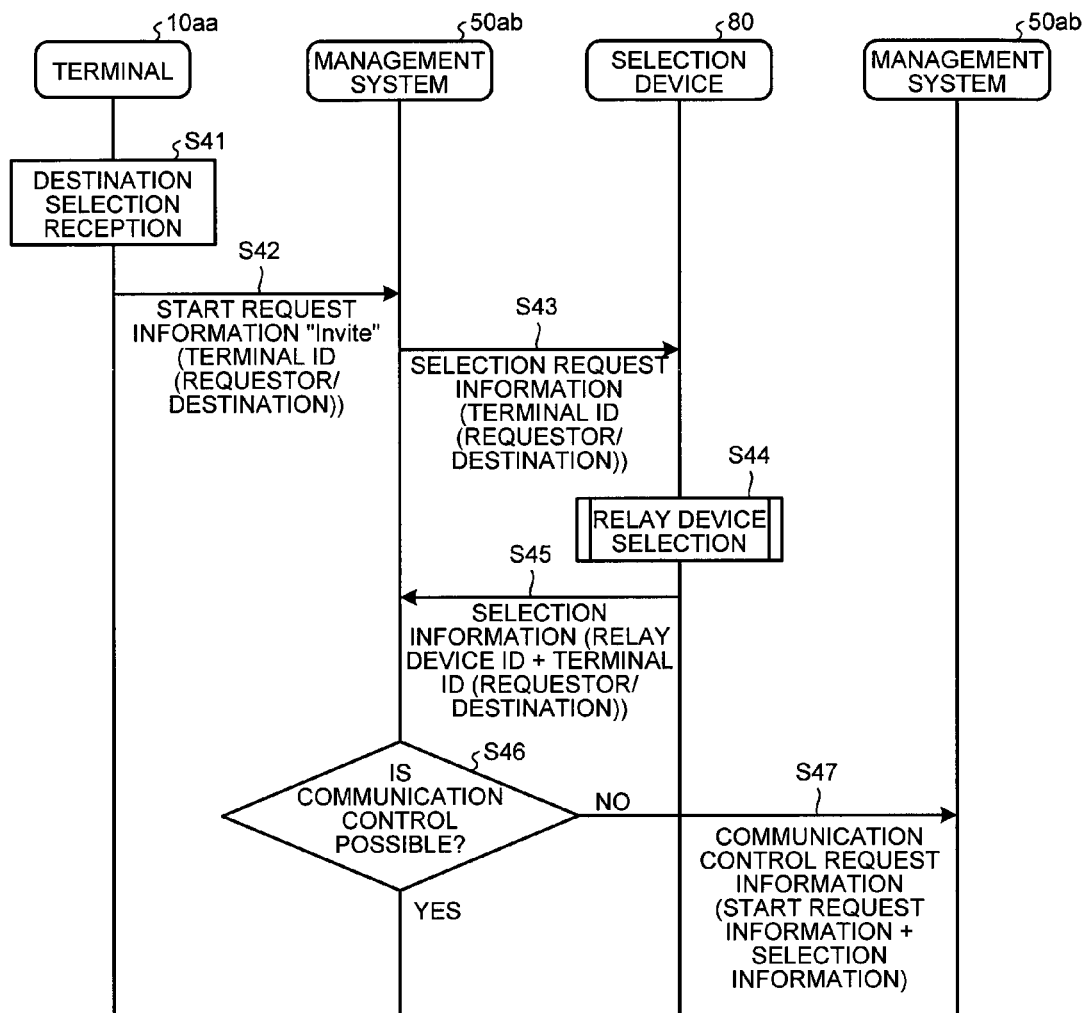 10aa
50ab
80
50ab
TERMINAL
MANAGEMENT
SYSTEM
SELECTION
DEVICE
MANAGEMENT
SYSTEM
S41
DESTINATION
SELECTION
RECEPTION
S42
START REQUEST
INFORMATION "Invite"
(TERMINAL ID
(REQUESTOR/
DESTINATION))
S43
SELECTION REQUEST
INFORMATION
(TERMINAL ID
(REQUESTOR/
DESTINATION))
S44
RELAY DEVICE
SELECTION
S45
SELECTION
INFORMATION (RELAY
DEVICE ID + TERMINAL
ID (REQUESTOR/
DESTINATION))
S46
IS
COMMUNICATION
CONTROL
POSSIBLE?
NO
YES
S47
COMMUNICATION
CONTROL REQUEST
INFORMATION
(START REQUEST
INFORMATION +
SELECTION
INFORMATION)